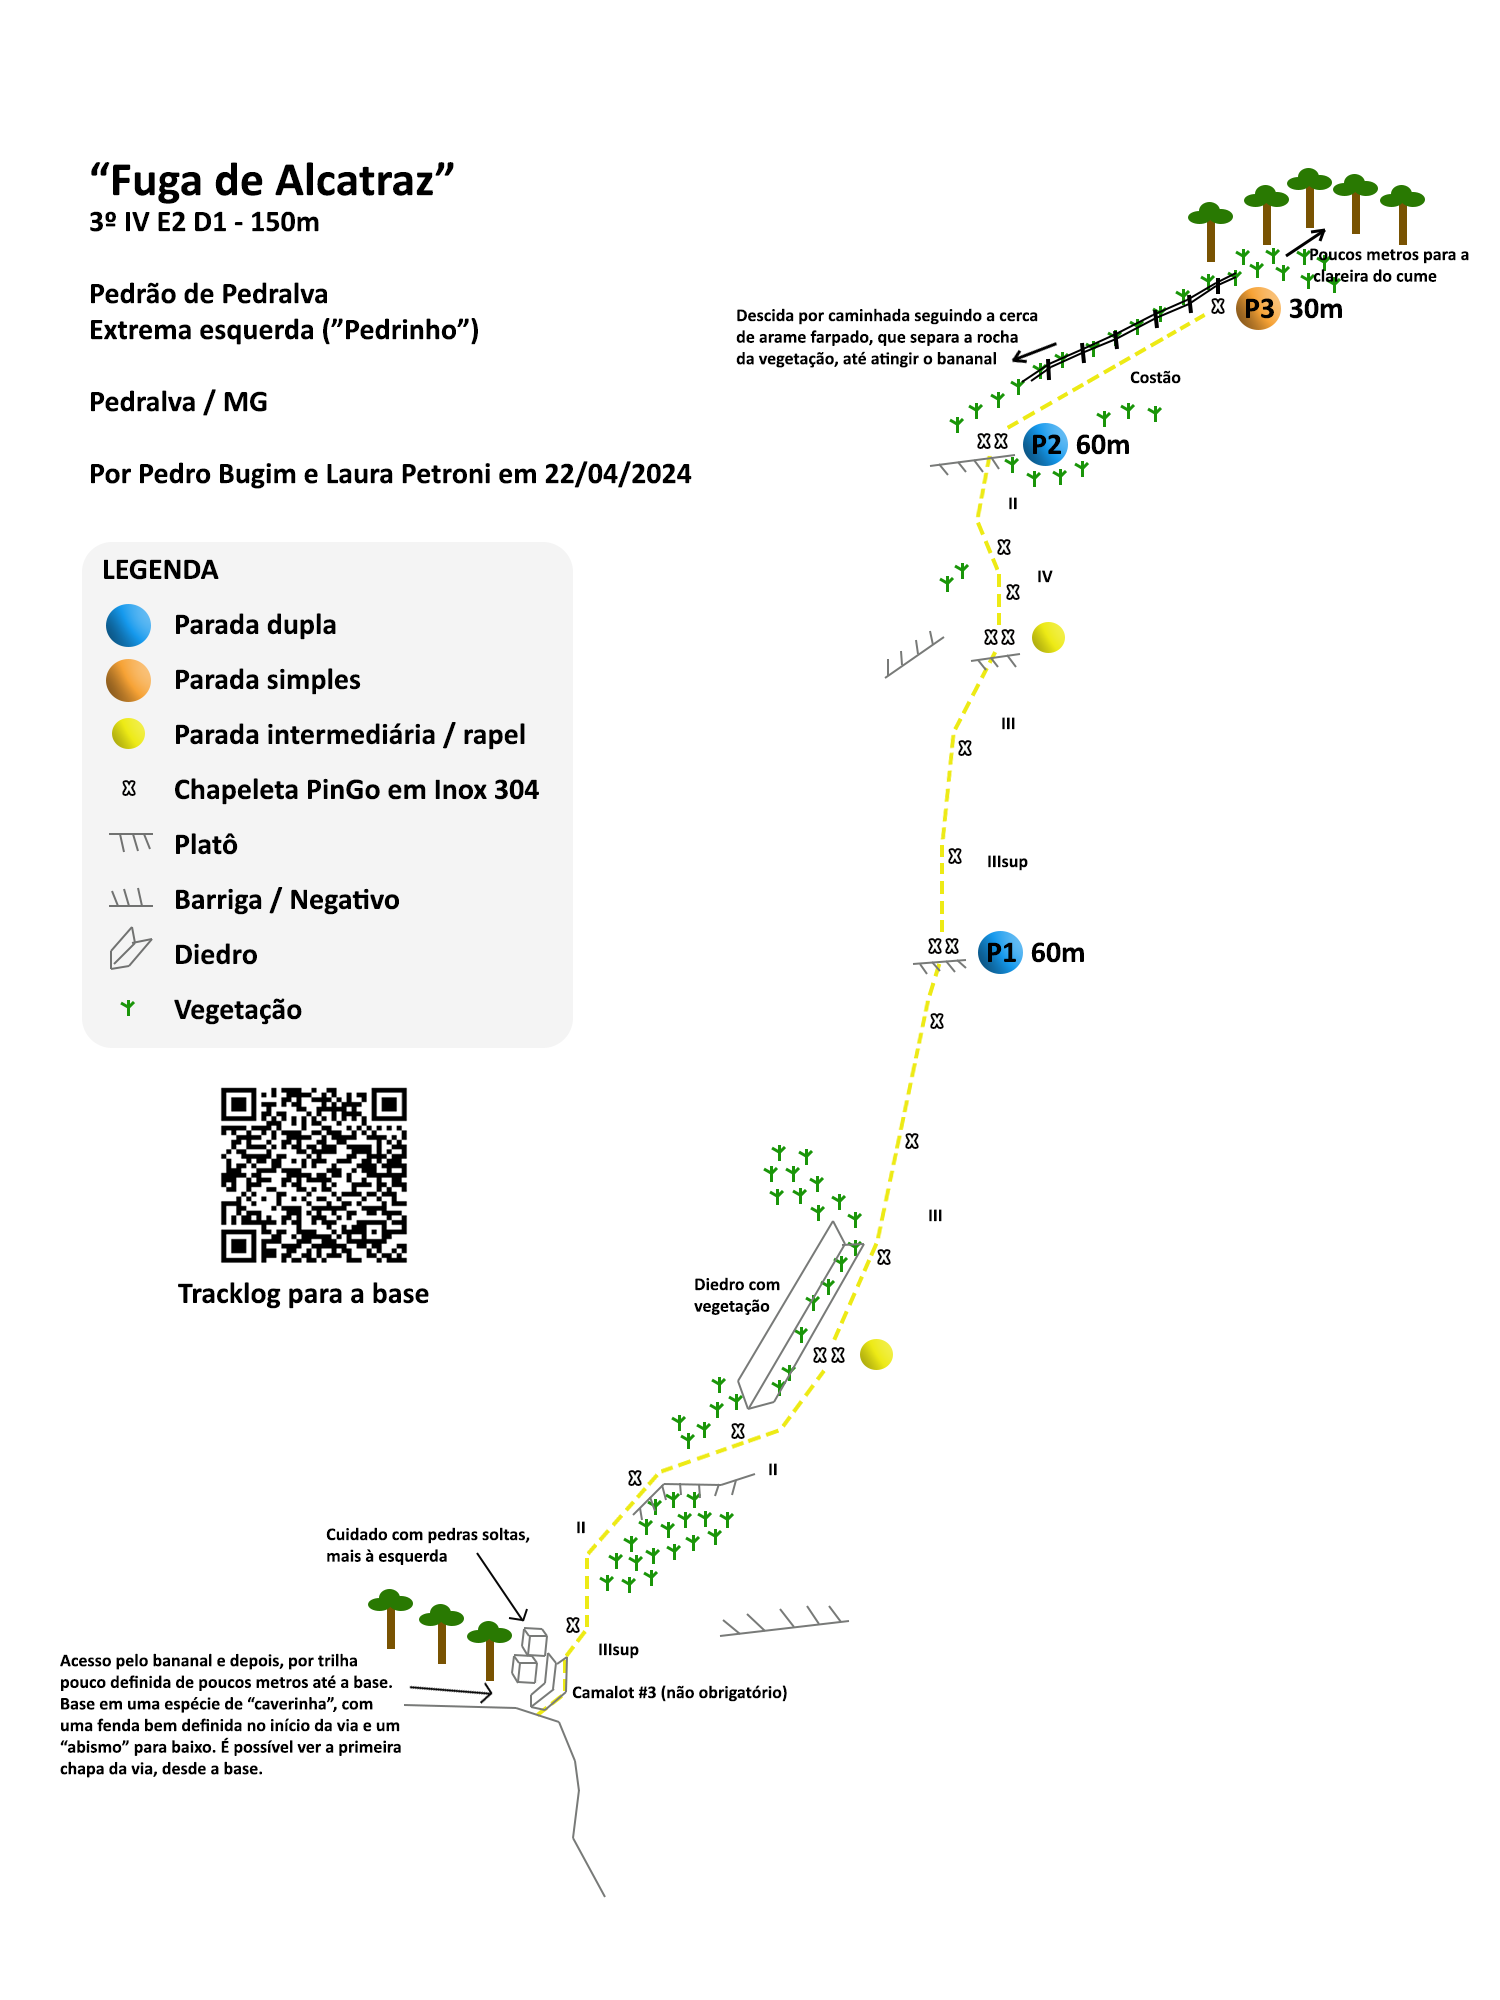 “Fuga de Alcatraz”
3º IV E2 D1 - 150m
Pedrão de Pedralva
Extrema esquerda (”Pedrinho”)
Pedralva / MG
Por Pedro Bugim e Laura Petroni em 22/04/2024
LEGENDA
Parada dupla
Parada simples
Parada intermediária / rapel
Chapeleta PinGo em Inox 304
Platô
Barriga / Negativo
Diedro
Vegetação
Tracklog para a base
Poucos metros para a
clareira do cume
P3 30m
Descida por caminhada seguindo a cerca
de arame farpado, que separa a rocha
da vegetação, até atingir o bananal
Costão
P2 60m
II
IV
III
IIIsup
P1 60m
III
Diedro com
vegetação
II
II
Cuidado com pedras soltas,
mais à esquerda
IIIsup
Camalot #3 (não obrigatório)
Acesso pelo bananal e depois, por trilha
pouco definida de poucos metros até a base.
Base em uma espécie de “caverinha”, com
uma fenda bem definida no início da via e um
“abismo” para baixo. É possível ver a primeira
chapa da via, desde a base.